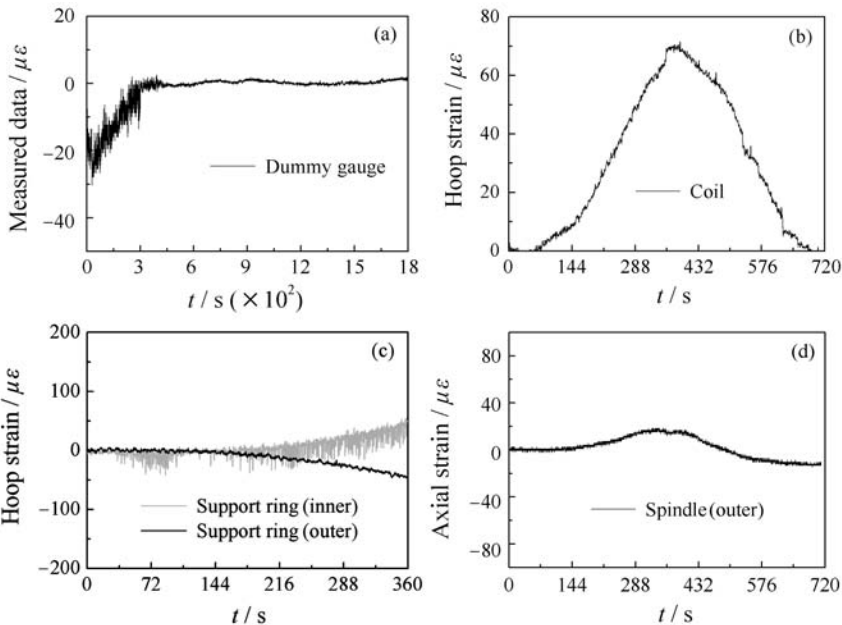 (a)
20
0
−20
−40
Measured data / με
Dummy gauge
0 3 6 9 12 15 18
t / s (×10²)
(b)
80
60
40
20
0
Hoop strain / με
Coil
0 144 288 432 576 720
t / s
(c)
200
100
0
−100
−200
Hoop strain / με
Support ring (inner)
Support ring (outer)
0 72 144 216 288 360
t / s
(d)
80
40
0
−40
−80
Axial strain / με
Spindle (outer)
0 144 288 432 576 720
t / s